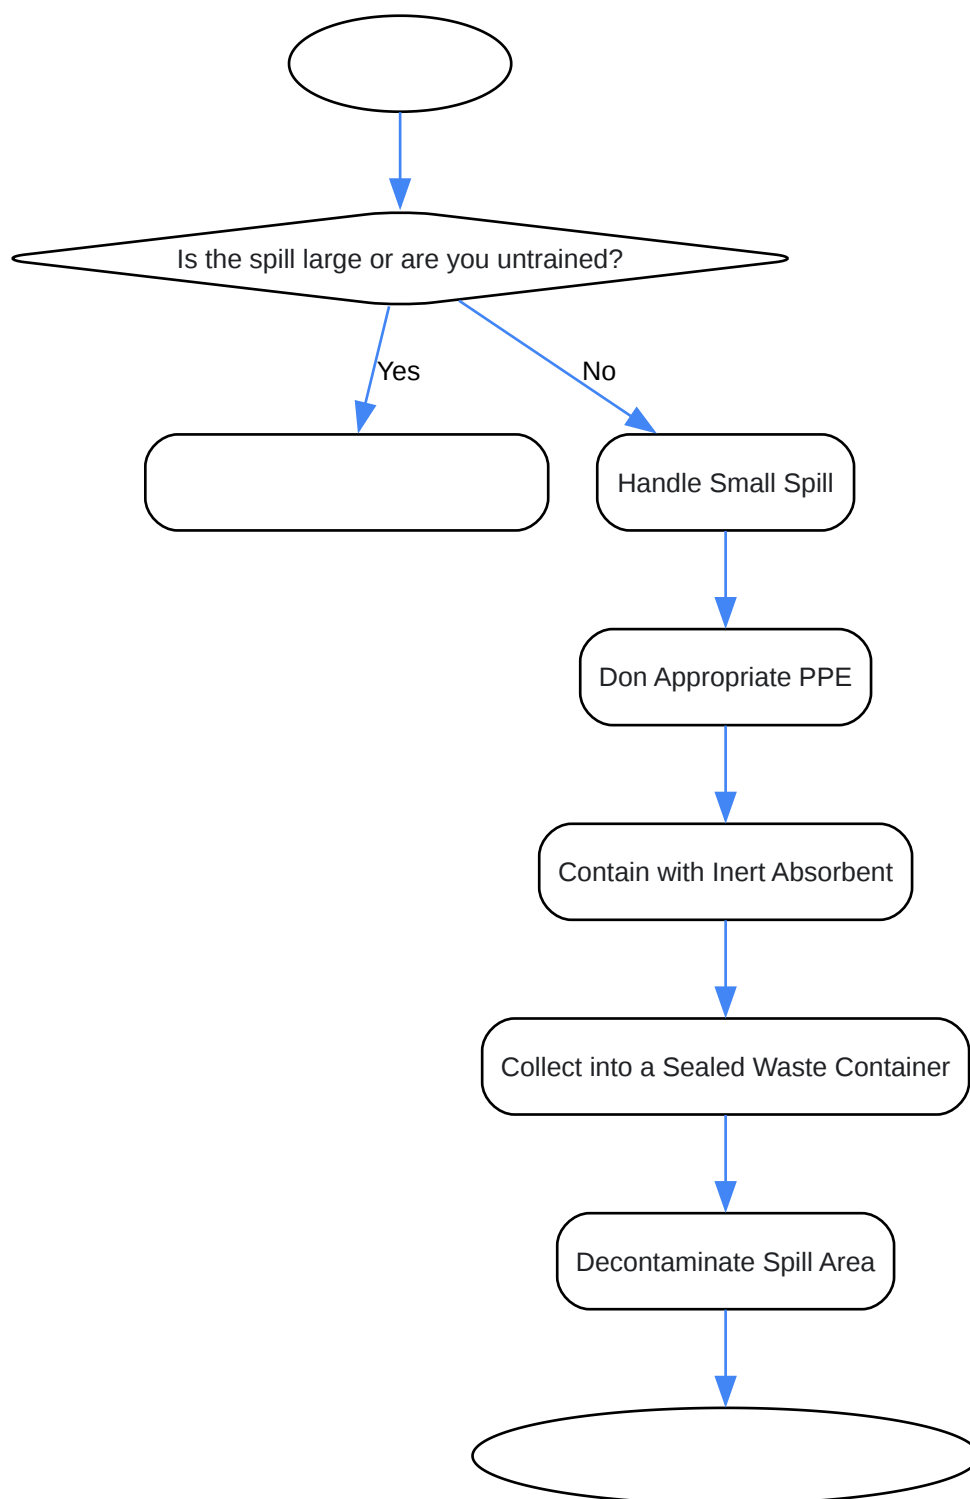 Is the spill large or are you untrained?
Yes
No
Handle Small Spill
Don Appropriate PPE
Contain with Inert Absorbent
Collect into a Sealed Waste Container
Decontaminate Spill Area